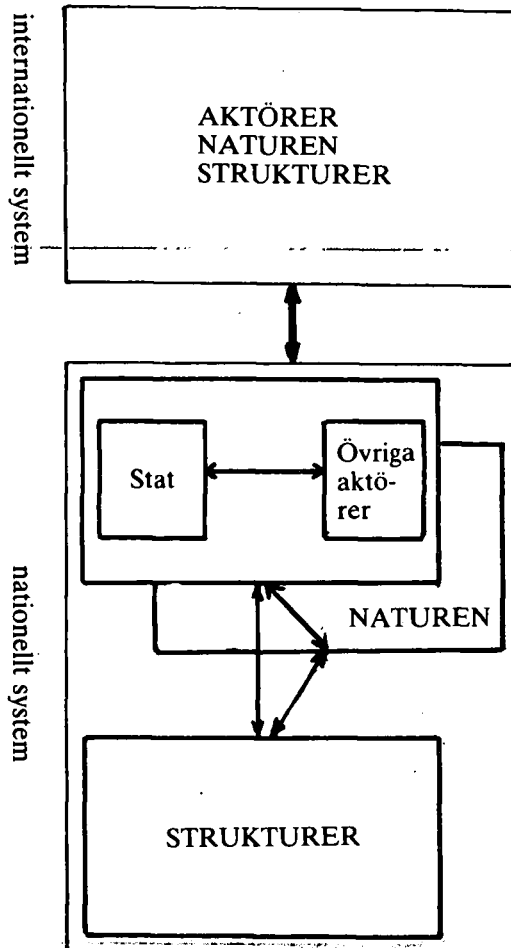 internationellt system
AKTÖRER
NATUREN
STRUKTURER
nationellt system
Stat
Övriga
aktö-
rer
NATUREN
STRUKTURER